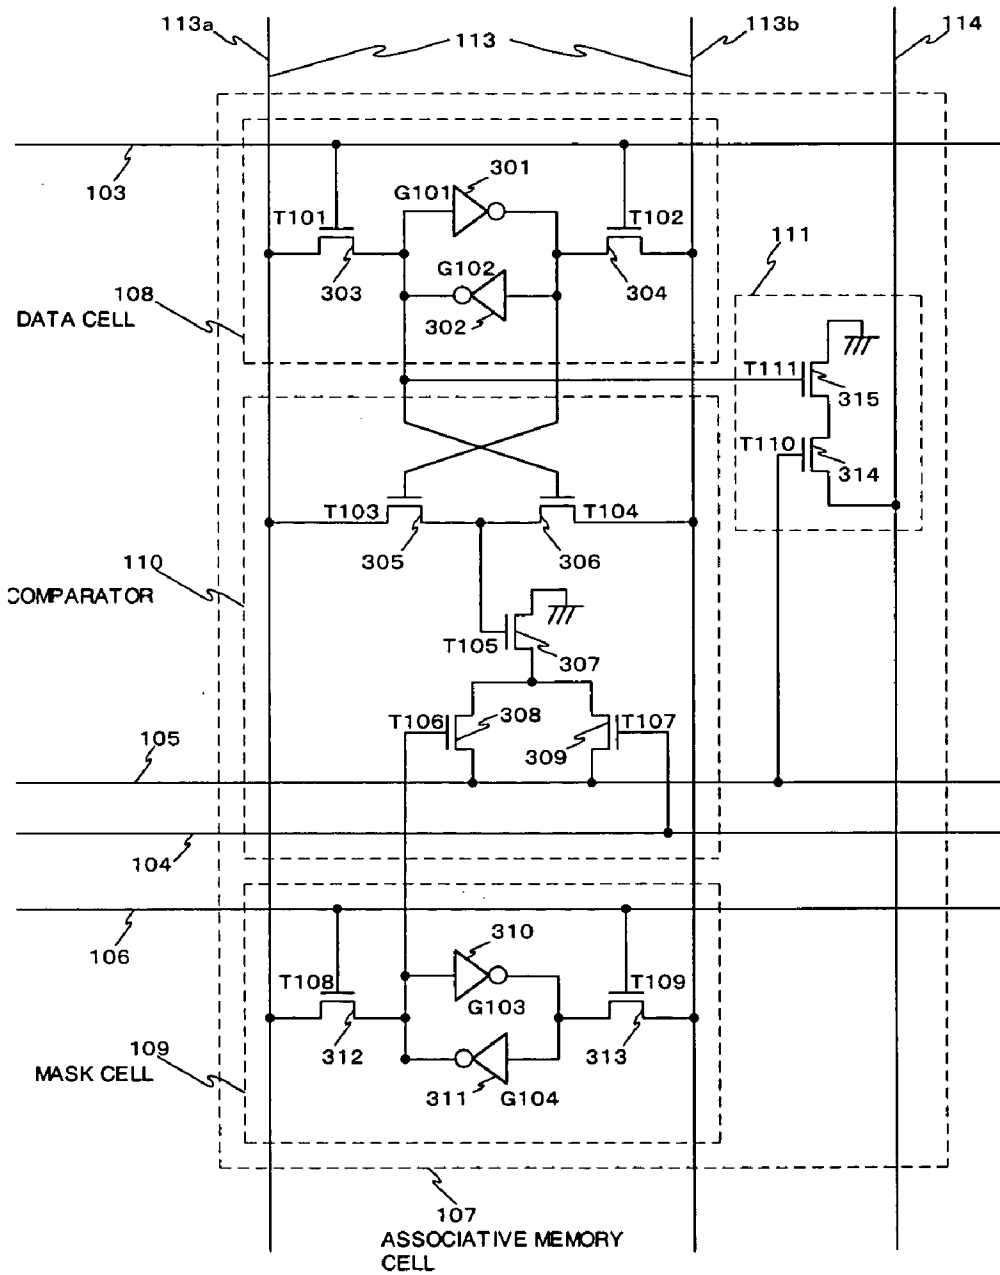 113a
113
113b
114
103
G101
301
T101
T102
111
303
G102
304
108
DATA CELL
302
T111
315
T110
314
T103
T104
110
305
306
COMPARATOR
T105
307
T106
308
T107
309
105
104
106
310
T108
T109
G103
109
312
313
MASK CELL
311
G104
107
ASSOCIATIVE MEMORY
CELL